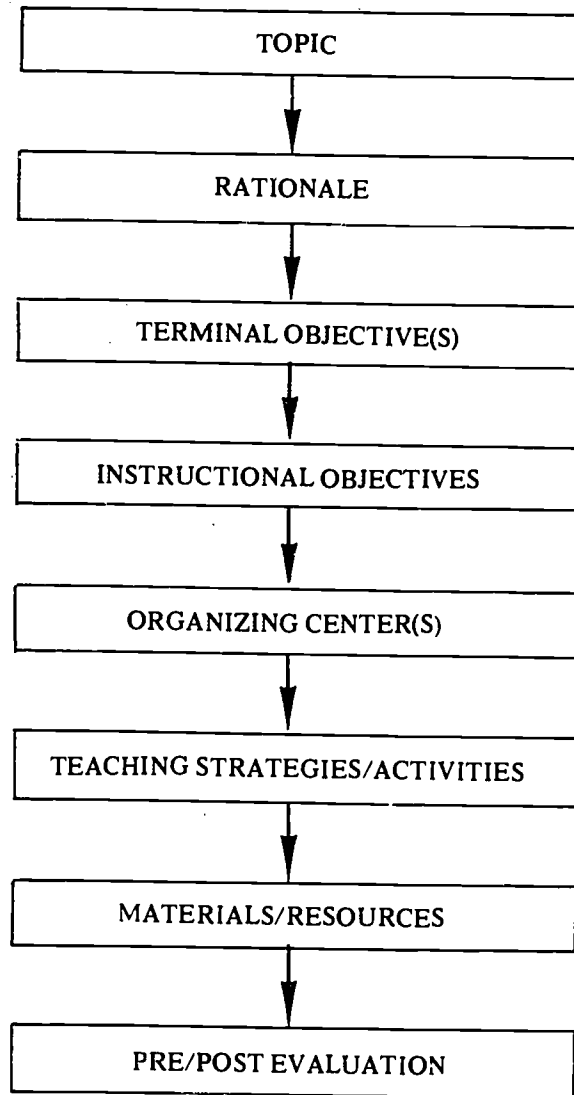 TOPIC
RATIONALE
TERMINAL OBJECTIVE(S)
INSTRUCTIONAL OBJECTIVES
ORGANIZING CENTER(S)
TEACHING STRATEGIES/ACTIVITIES
MATERIALS/RESOURCES
PRE/POST EVALUATION